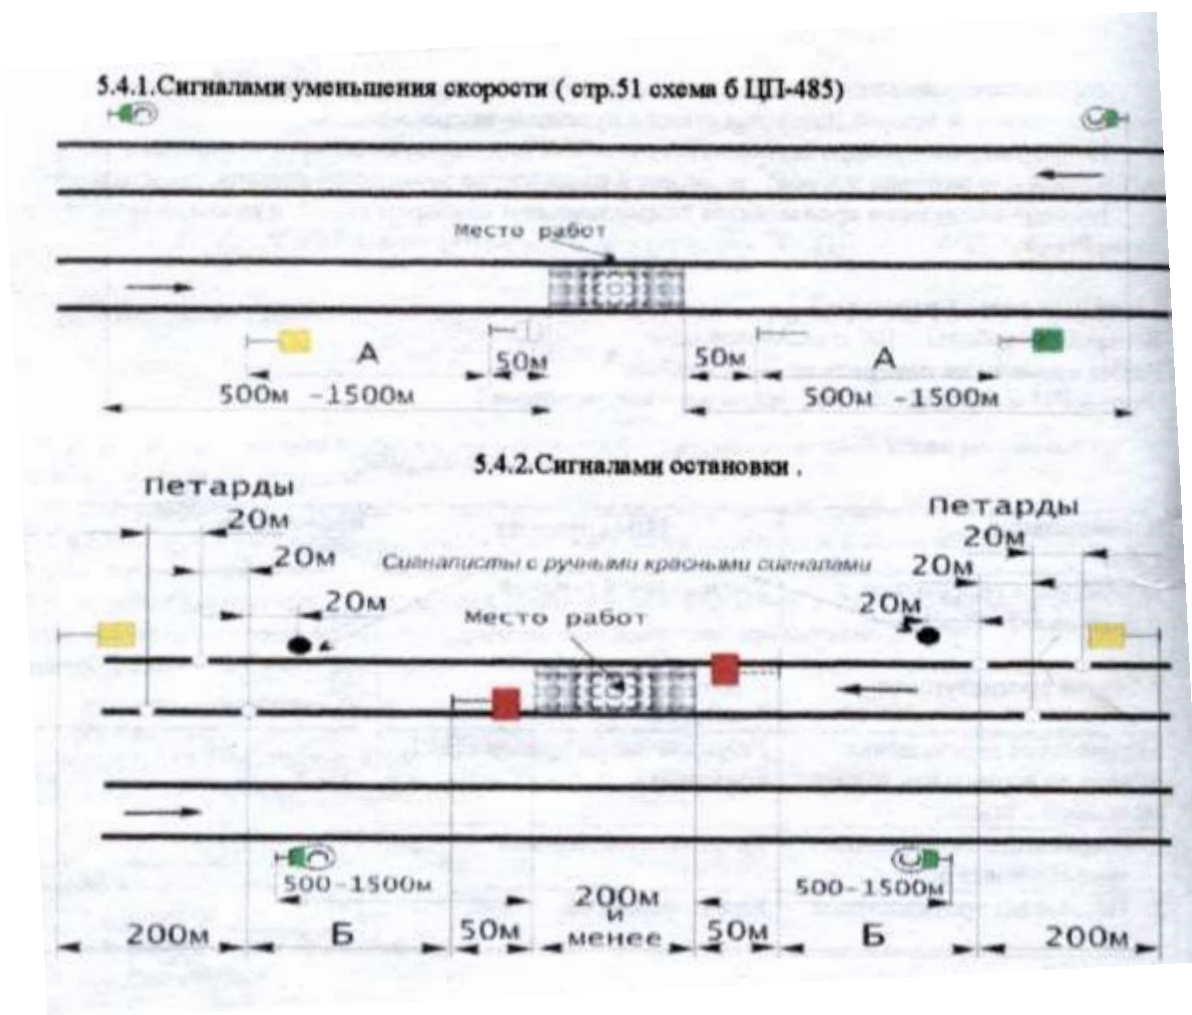 5.4.1.Сигналами уменьшения скорости ( стр.51 схема 6 ЦП-485)
Место работ
А
50м
50м
А
500м -1500м
500м -1500м
5.4.2.Сигналами остановки .
Петарды
Петарды
20м
20м
20м
Сигналисты с ручными красными сигналами
20м
20м
20м
Место работ
500-1500м
500-1500м
200м
и
менее
200м
Б
50м
50м
Б
200м